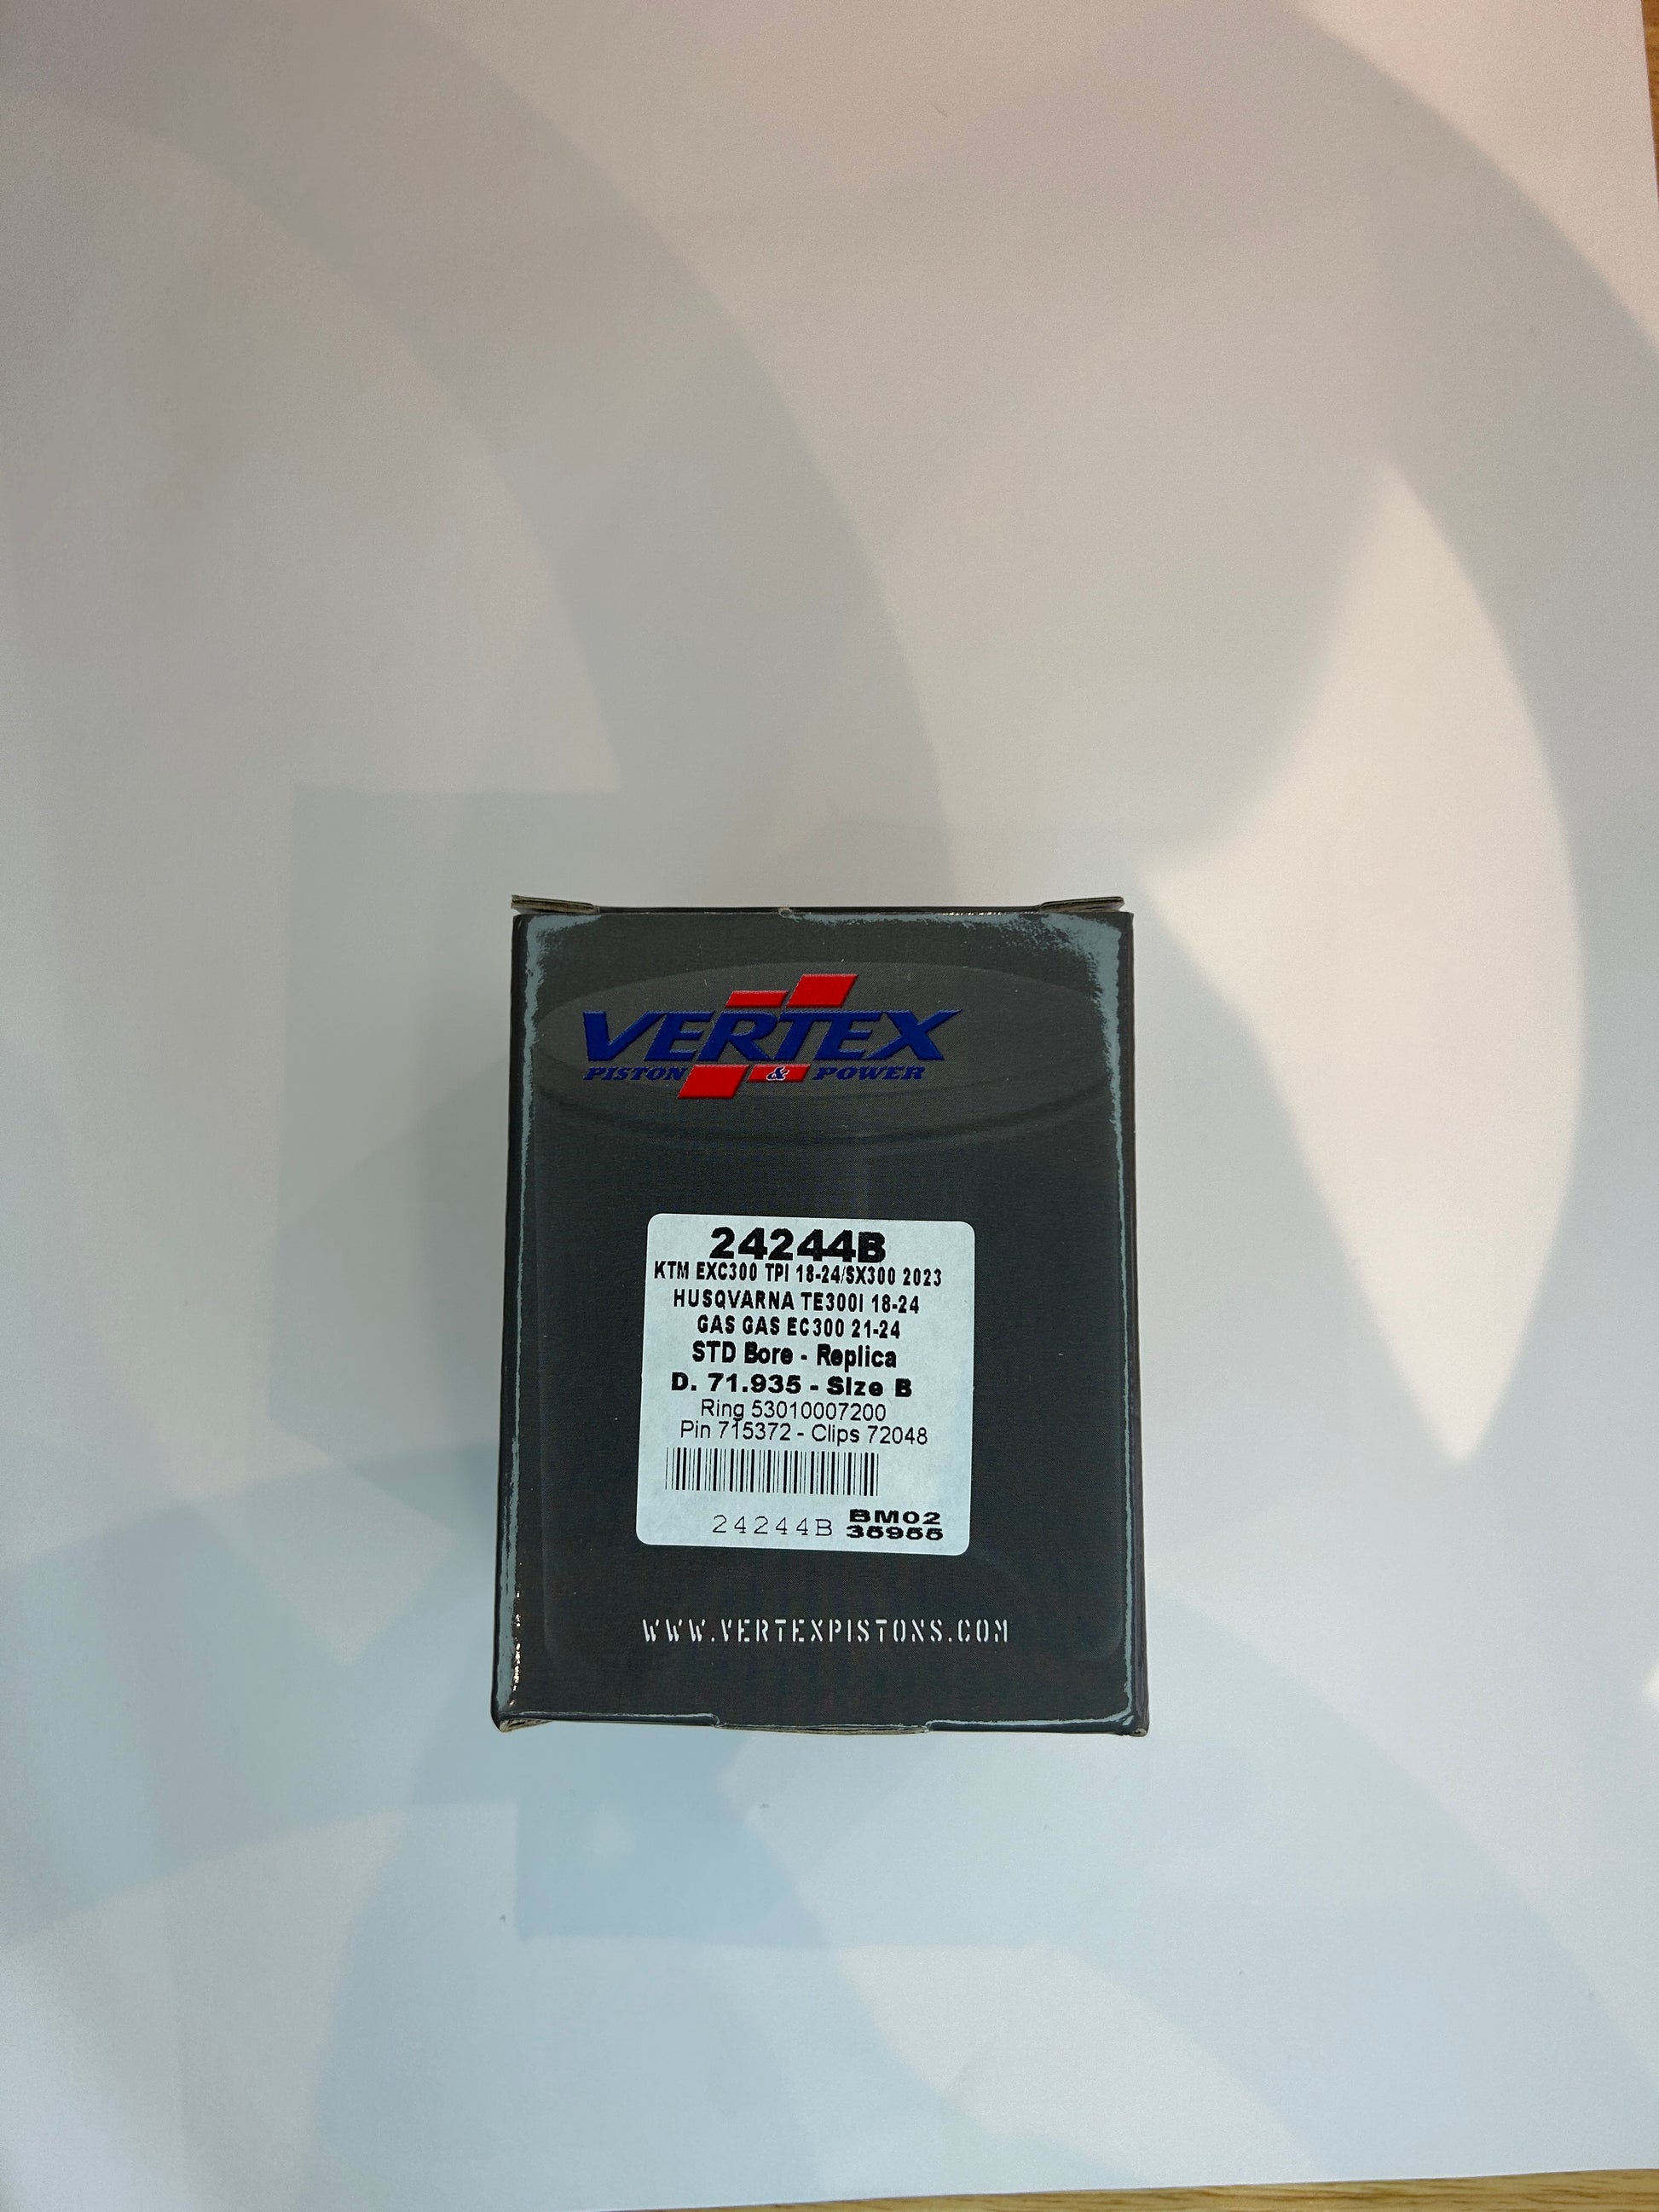 VERTEX
PISTON & POWER
24244B
KTM EXC300 TPI 18-24/SX300 2023
HUSQVARNA TE300I 18-24
GAS GAS EC300 21-24
STD Bore - Replica
D. 71.935 - Size B
Ring 53010007200
Pin 715372 - Clips 72048
24244B BM02
35955
WWW.VERTEXPISTONS.COM